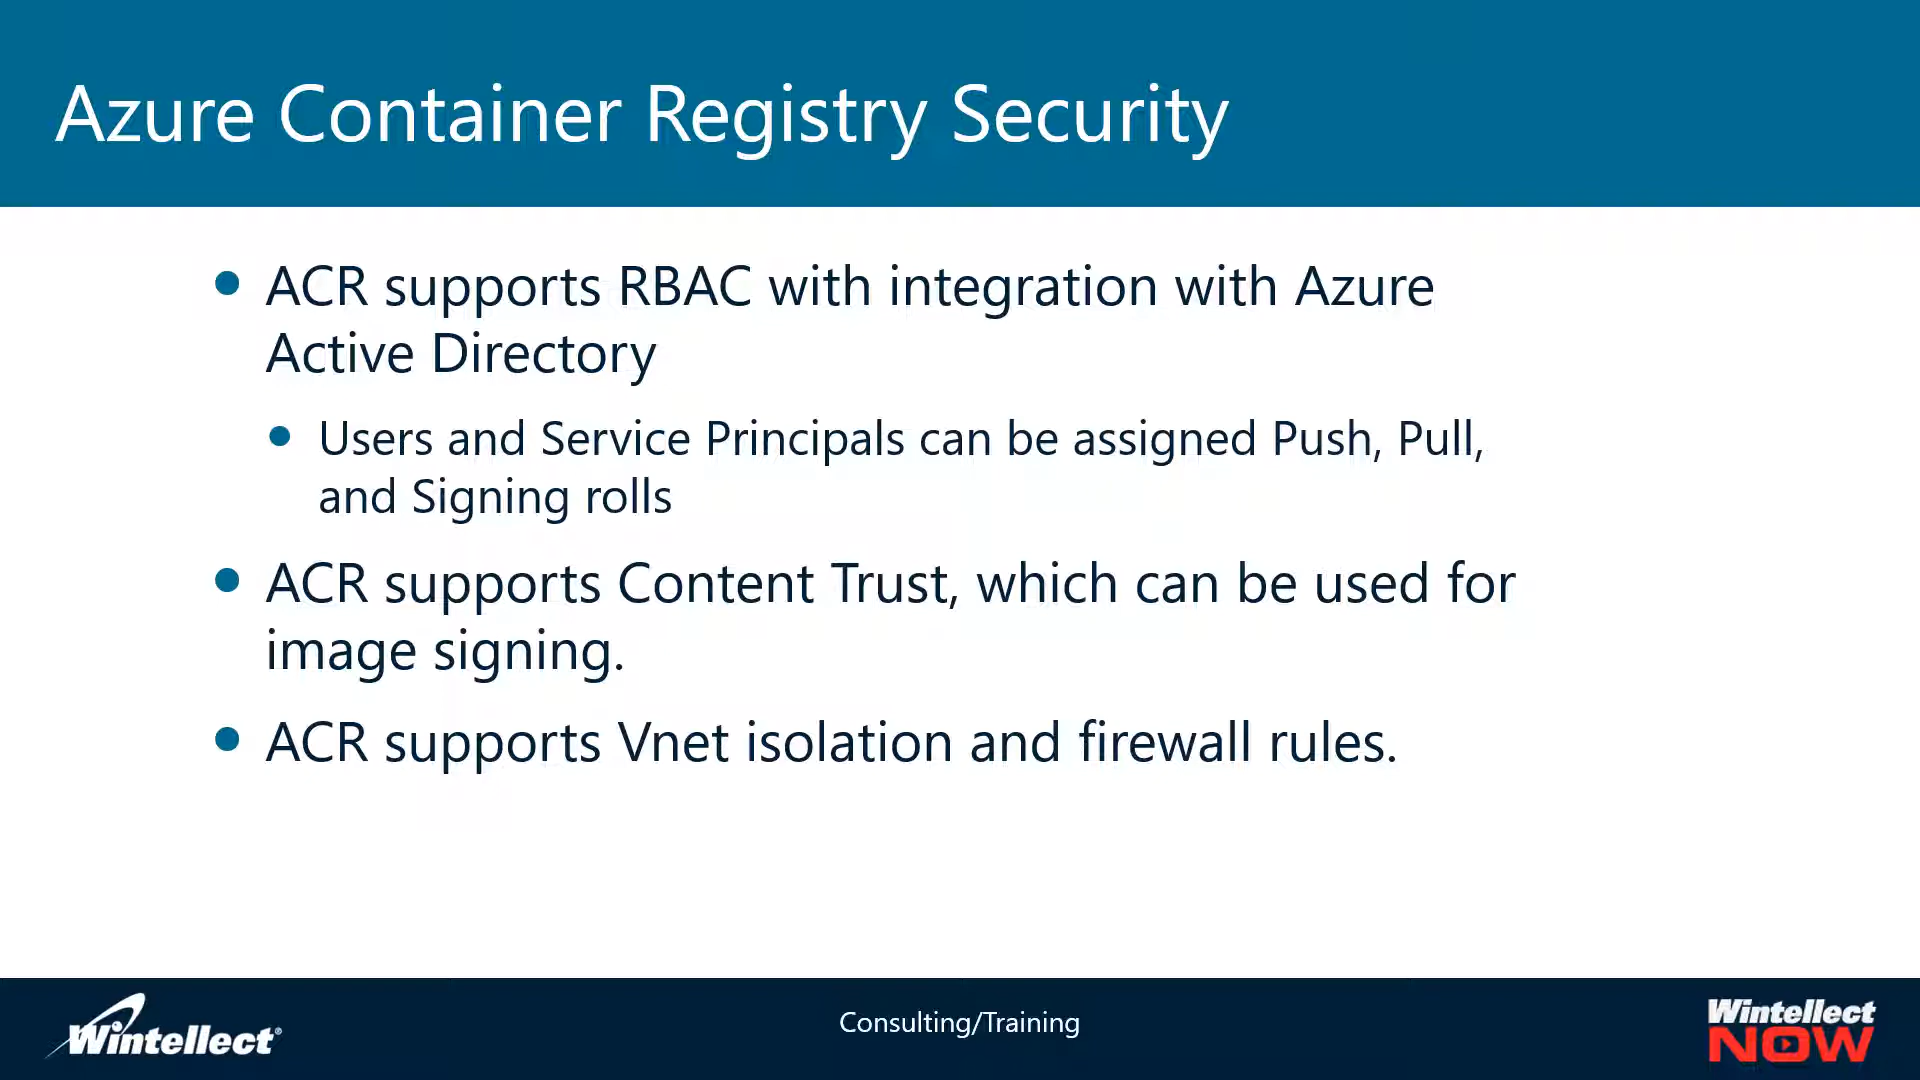 Azure Container Registry Security
ACR supports RBAC with integration with Azure
Active Directory
Users and Service Principals can be assigned Push, Pull,
and Signing rolls
ACR supports Content Trust, which can be used for
image signing.
ACR supports Vnet isolation and firewall rules.
Wintellect®
Consulting/Training
Wintellect
NOW